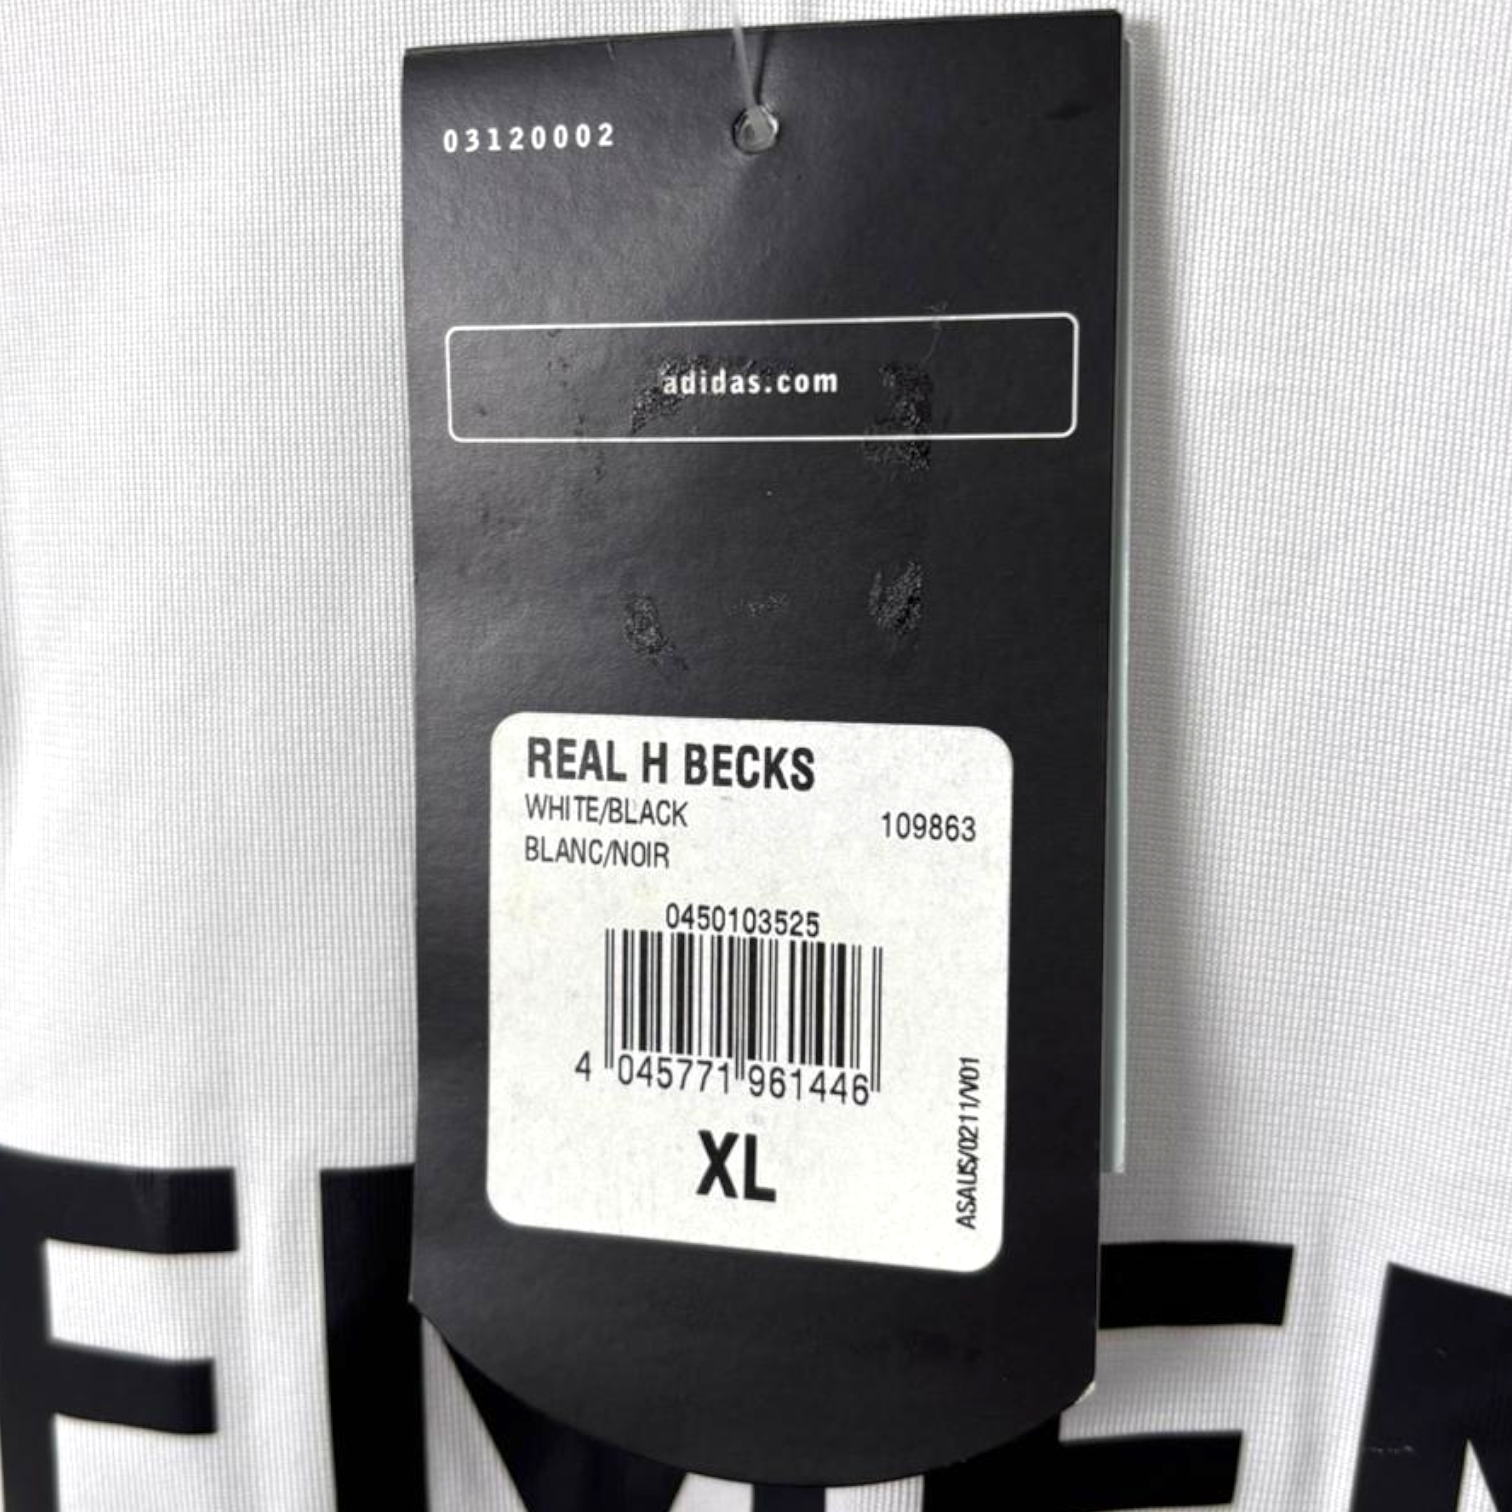 03120002
adidas.com
REAL H BECKS
WHITE/BLACK
109863
BLANC/NOIR
0450103525
4 045771 961446
XL
ASAUS/0211/V01